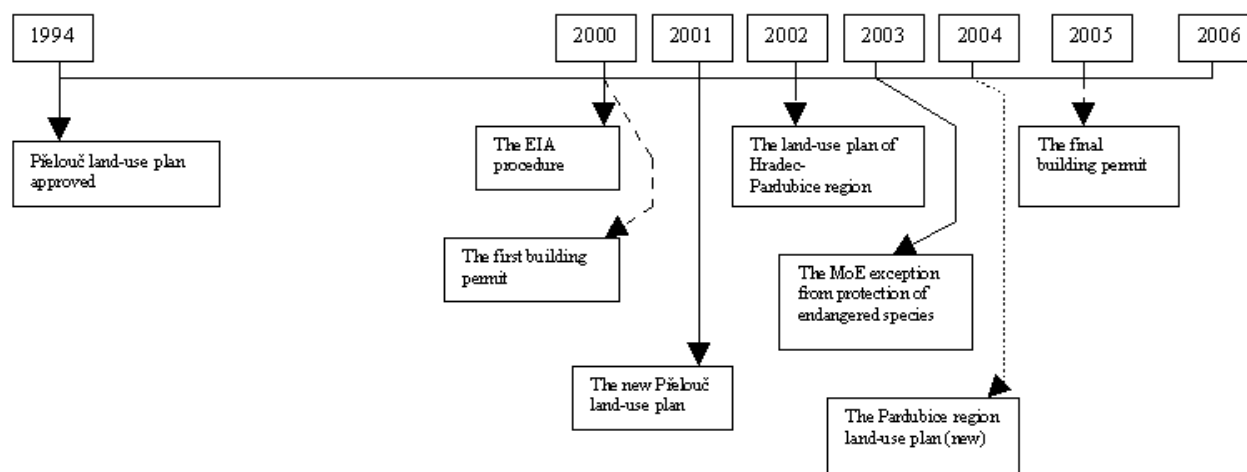 1994
2000
2001
2002
2003
2004
2005
2006
Přelouč land-use plan
approved
The EIA
procedure
The land-use plan of
Hradec-
Pardubice region
The final
building permit
The first building
permit
The MoE exception
from protection of
endangered species
The new Přelouč
land-use plan
The Pardubice region
land-use plan (new)